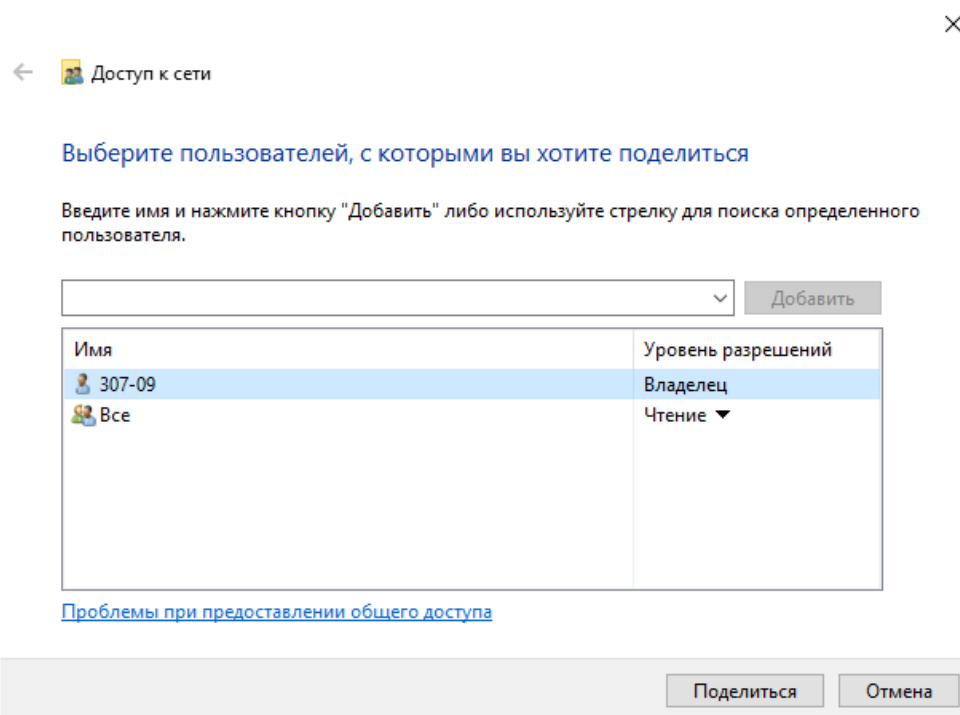 Доступ к сети
Выберите пользователей, с которыми вы хотите поделиться
Введите имя и нажмите кнопку "Добавить" либо используйте стрелку для поиска определенного
пользователя.
Добавить
Имя Уровень разрешений
307-09 Владелец
Все Чтение
Проблемы при предоставлении общего доступа
Поделиться Отмена